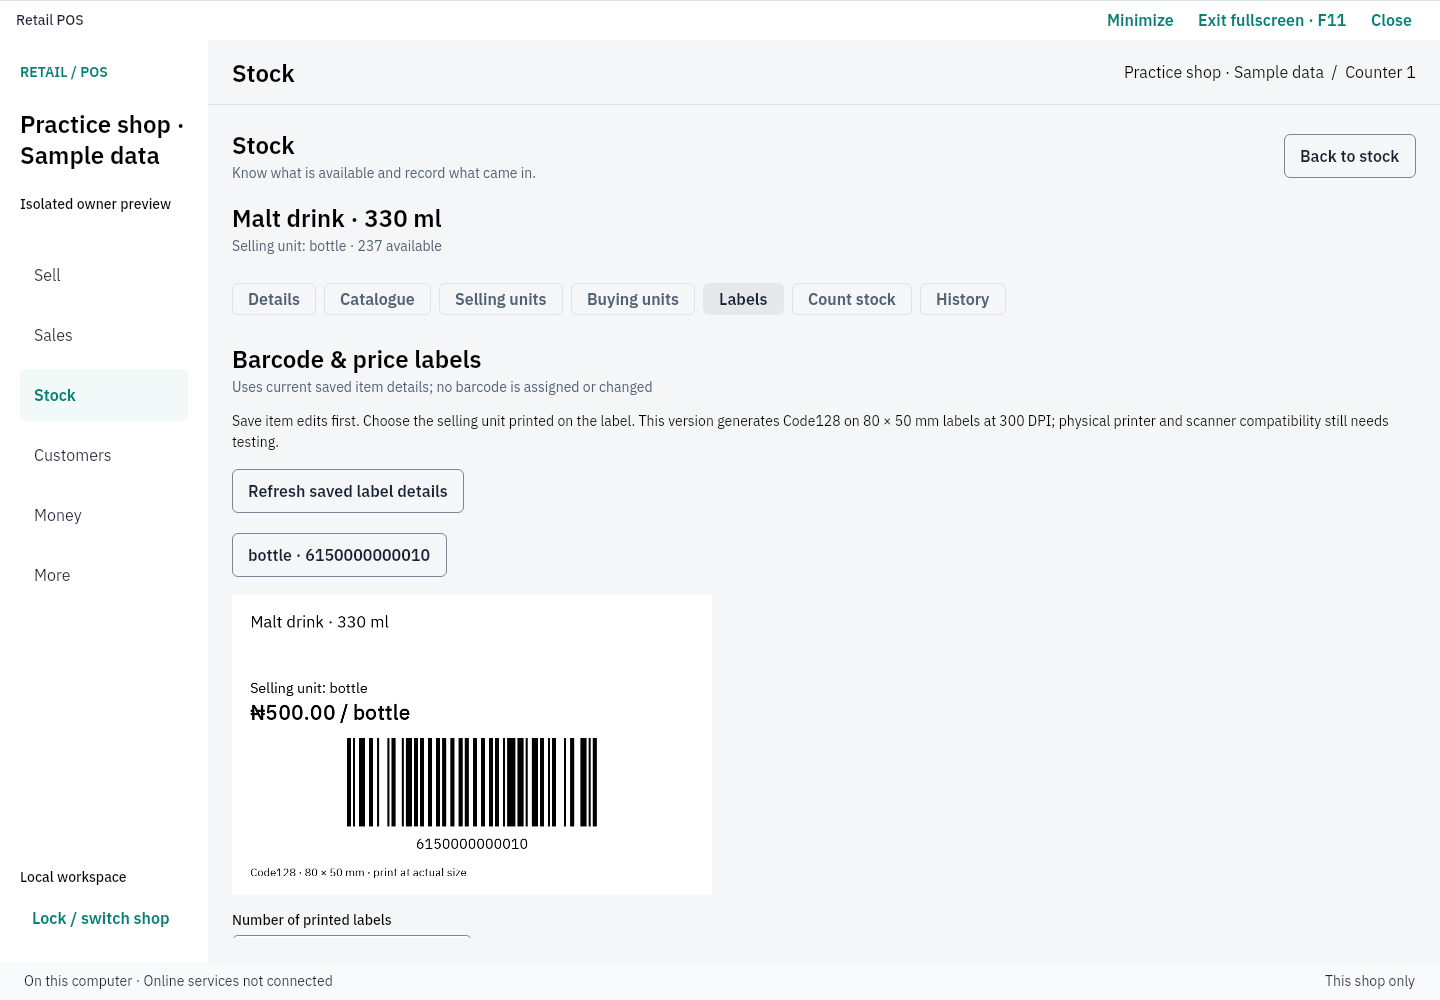 Retail POS
Minimize
Exit fullscreen · F11
Close
RETAIL / POS
Practice shop ·
Sample data
Isolated owner preview
Sell
Sales
Stock
Customers
Money
More
Local workspace
Lock / switch shop
Stock
Practice shop · Sample data / Counter 1
Stock
Know what is available and record what came in.
Back to stock
Malt drink · 330 ml
Selling unit: bottle · 237 available
Details
Catalogue
Selling units
Buying units
Labels
Count stock
History
Barcode & price labels
Uses current saved item details; no barcode is assigned or changed
Save item edits first. Choose the selling unit printed on the label. This version generates Code128 on 80 × 50 mm labels at 300 DPI; physical printer and scanner compatibility still needs
testing.
Refresh saved label details
bottle · 6150000000010
Malt drink · 330 ml
Selling unit: bottle
₦500.00 / bottle
6150000000010
Code128 · 80 × 50 mm · print at actual size
Number of printed labels
On this computer · Online services not connected
This shop only